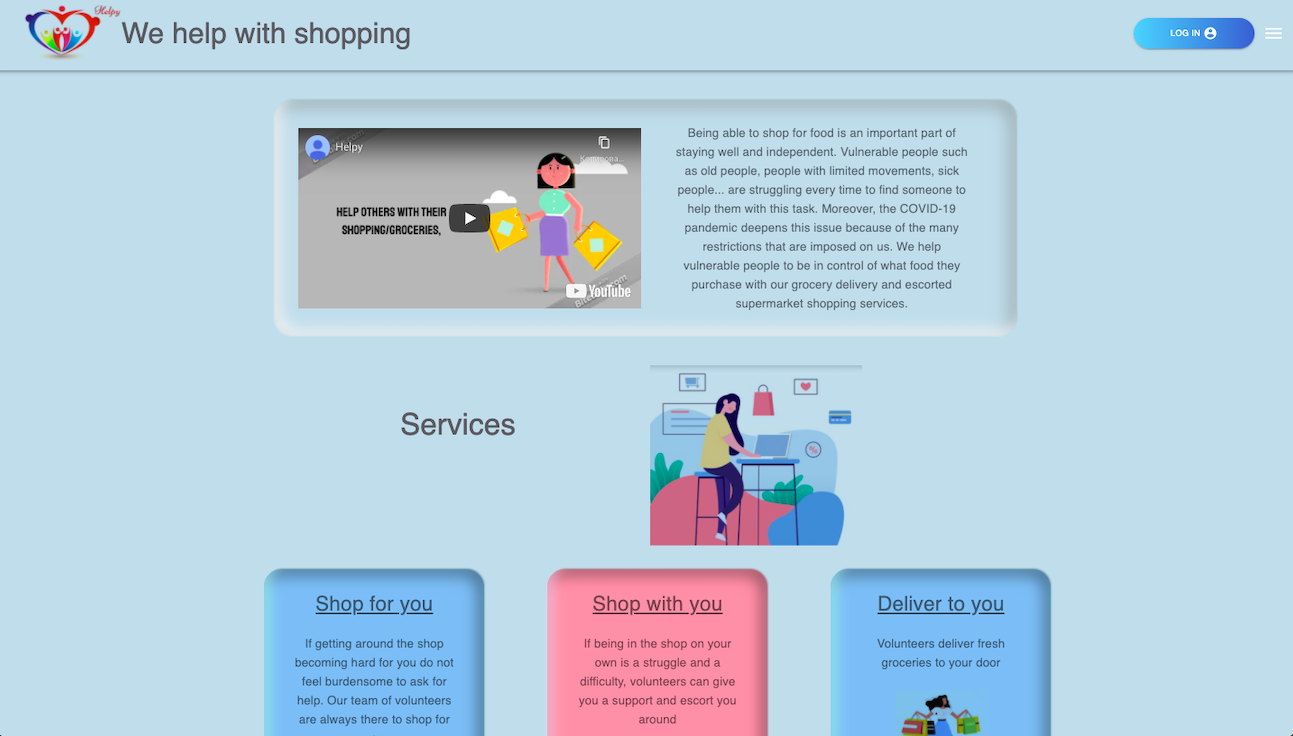 Helpy
We help with shopping
LOG IN
Helpy
HELP OTHERS WITH THEIR
SHOPPING/GROCERIES,
YouTube
Being able to shop for food is an important part of
staying well and independent. Vulnerable people such
as old people, people with limited movements, sick
people... are struggling every time to find someone to
help them with this task. Moreover, the COVID-19
pandemic deepens this issue because of the many
restrictions that are imposed on us. We help
vulnerable people to be in control of what food they
purchase with our grocery delivery and escorted
supermarket shopping services.
Services
Shop for you
If getting around the shop
becoming hard for you do not
feel burdensome to ask for
help. Our team of volunteers
are always there to shop for
Shop with you
If being in the shop on your
own is a struggle and a
difficulty, volunteers can give
you a support and escort you
around
Deliver to you
Volunteers deliver fresh
groceries to your door